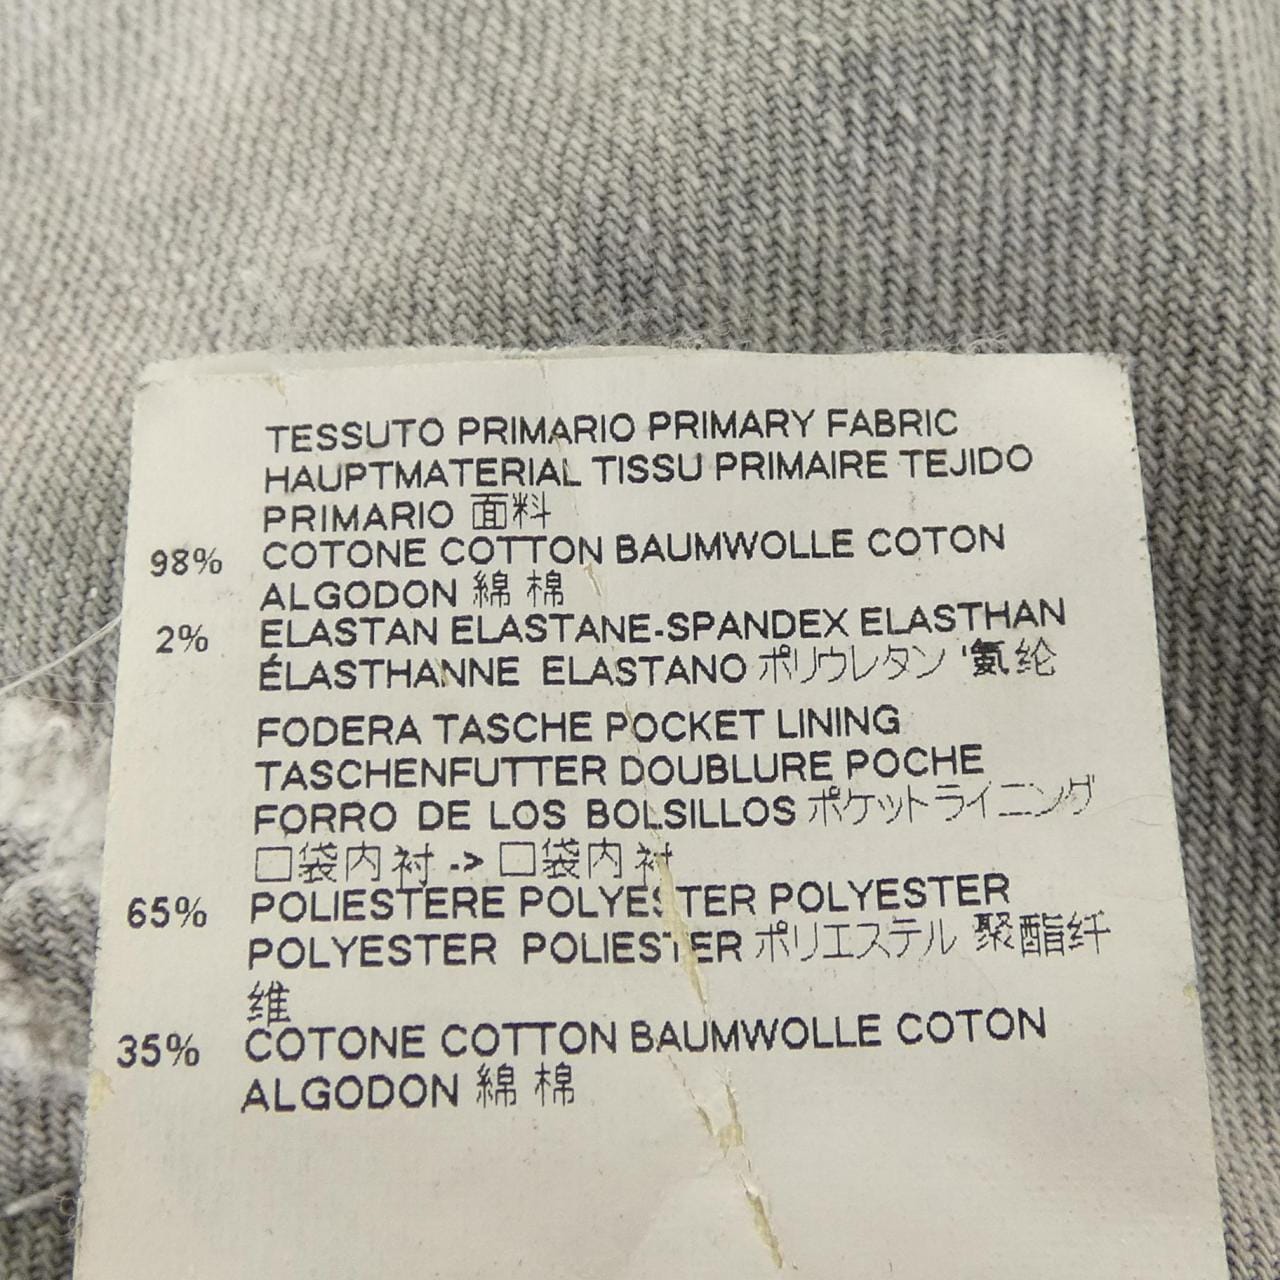 TESSUTO PRIMARIO PRIMARY FABRIC
HAUPTMATERIAL TISSU PRIMAIRE TEJIDO
PRIMARIO 面料
98% COTONE COTTON BAUMWOLLE COTON
ALGODON 綿 棉
2% ELASTAN ELASTANE-SPANDEX ELASTHAN
ÉLASTHANNE ELASTANO ポリウレタン '氨纶
FODERA TASCHE POCKET LINING
TASCHENFUTTER DOUBLURE POCHE
FORRO DE LOS BOLSILLOS ポケットライニング
口袋内衬 -> 口袋内衬
65% POLIESTERE POLYESTER POLYESTER
POLYESTER POLIESTER ポリエステル 聚酯纤
维
35% COTONE COTTON BAUMWOLLE COTON
ALGODON 綿 棉